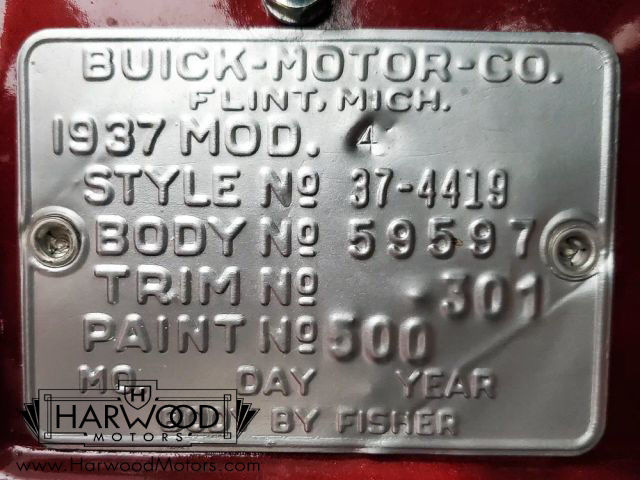 BUICK-MOTOR-CO.
FLINT, MICH.
1937 MOD. 4
STYLE Nº 37-4419
BODY Nº 59597
TRIM Nº 301
PAINT Nº 500
MO DAY YEAR
BY FISHER
H
HARWOOD
MOTORS
www.HarwoodMotors.com